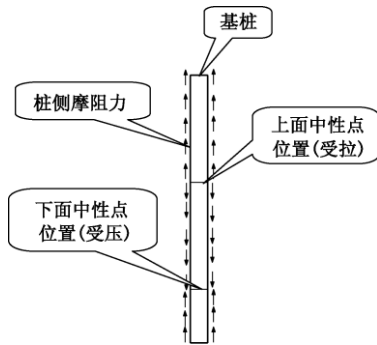 基桩
桩侧摩阻力
上面中性点
位置(受拉)
下面中性点
位置(受压)